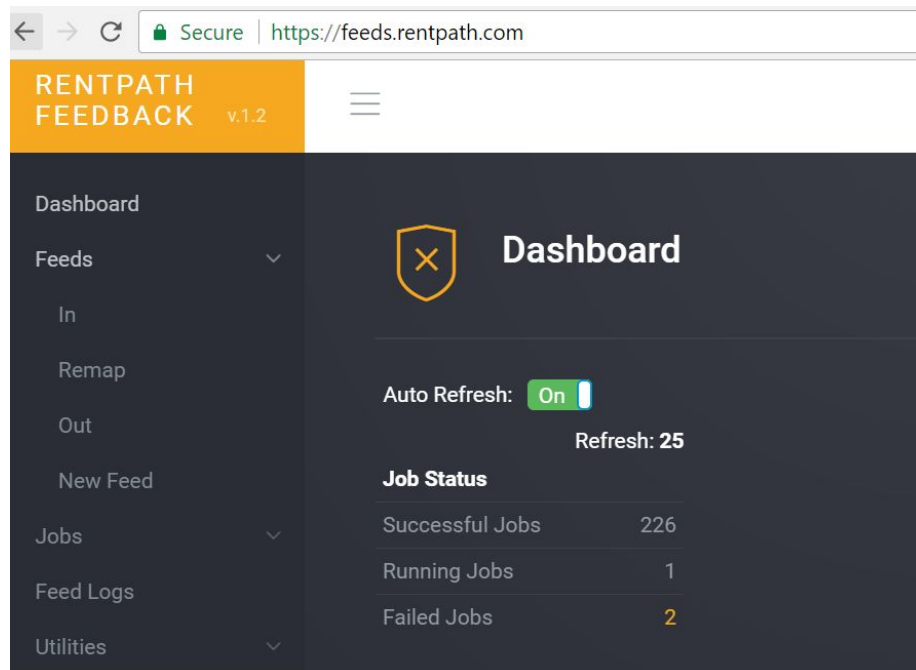 Secure | https://feeds.rentpath.com
RENTPATH
FEEDBACK v.1.2
Dashboard
Feeds
In
Remap
Out
New Feed
Jobs
Feed Logs
Utilities
Dashboard
Auto Refresh: On
Refresh: 25
Job Status
Successful Jobs 226
Running Jobs 1
Failed Jobs 2